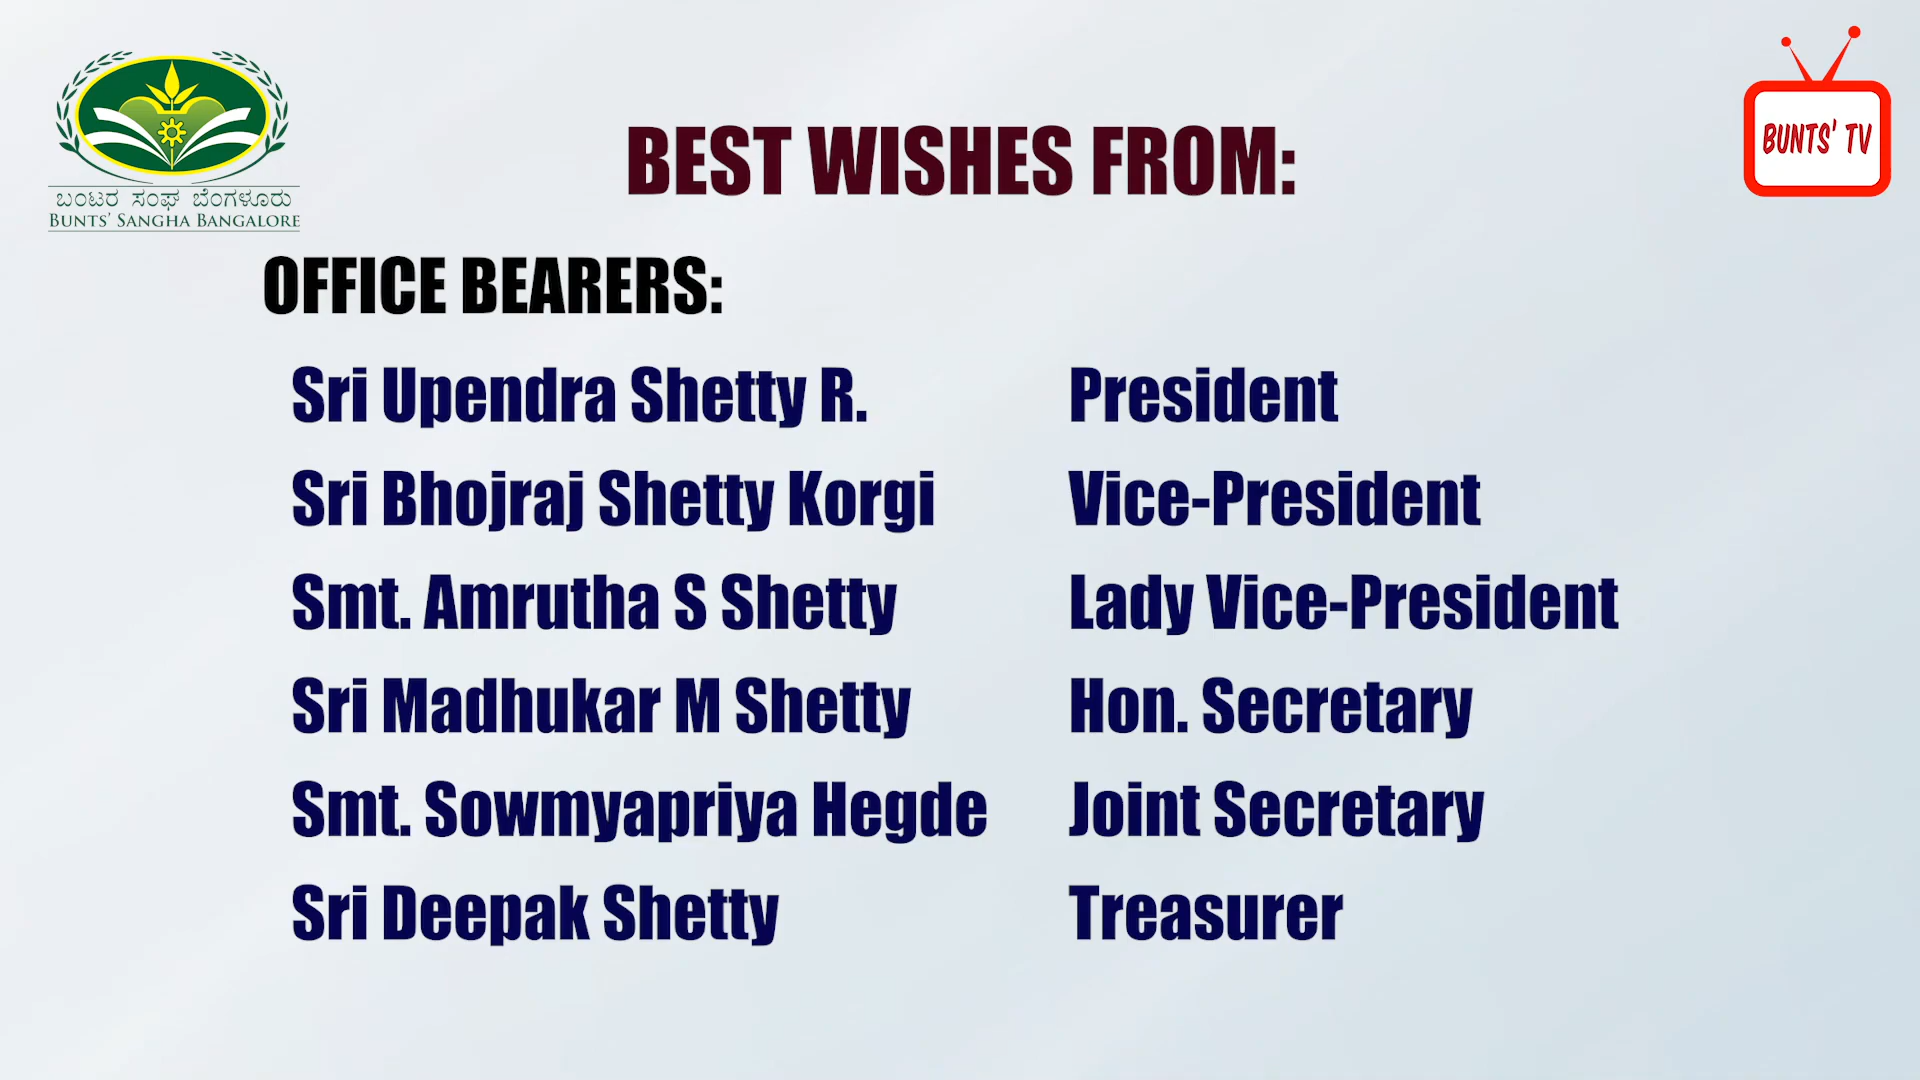 ಬಂಟರ ಸಂಘ ಬೆಂಗಳೂರು
BUNTS' SANGHA BANGALORE
BUNTS' TV
BEST WISHES FROM:
OFFICE BEARERS:
Sri Upendra Shetty R. President
Sri Bhojraj Shetty Korgi Vice-President
Smt. Amrutha S Shetty Lady Vice-President
Sri Madhukar M Shetty Hon. Secretary
Smt. Sowmyapriya Hegde Joint Secretary
Sri Deepak Shetty Treasurer